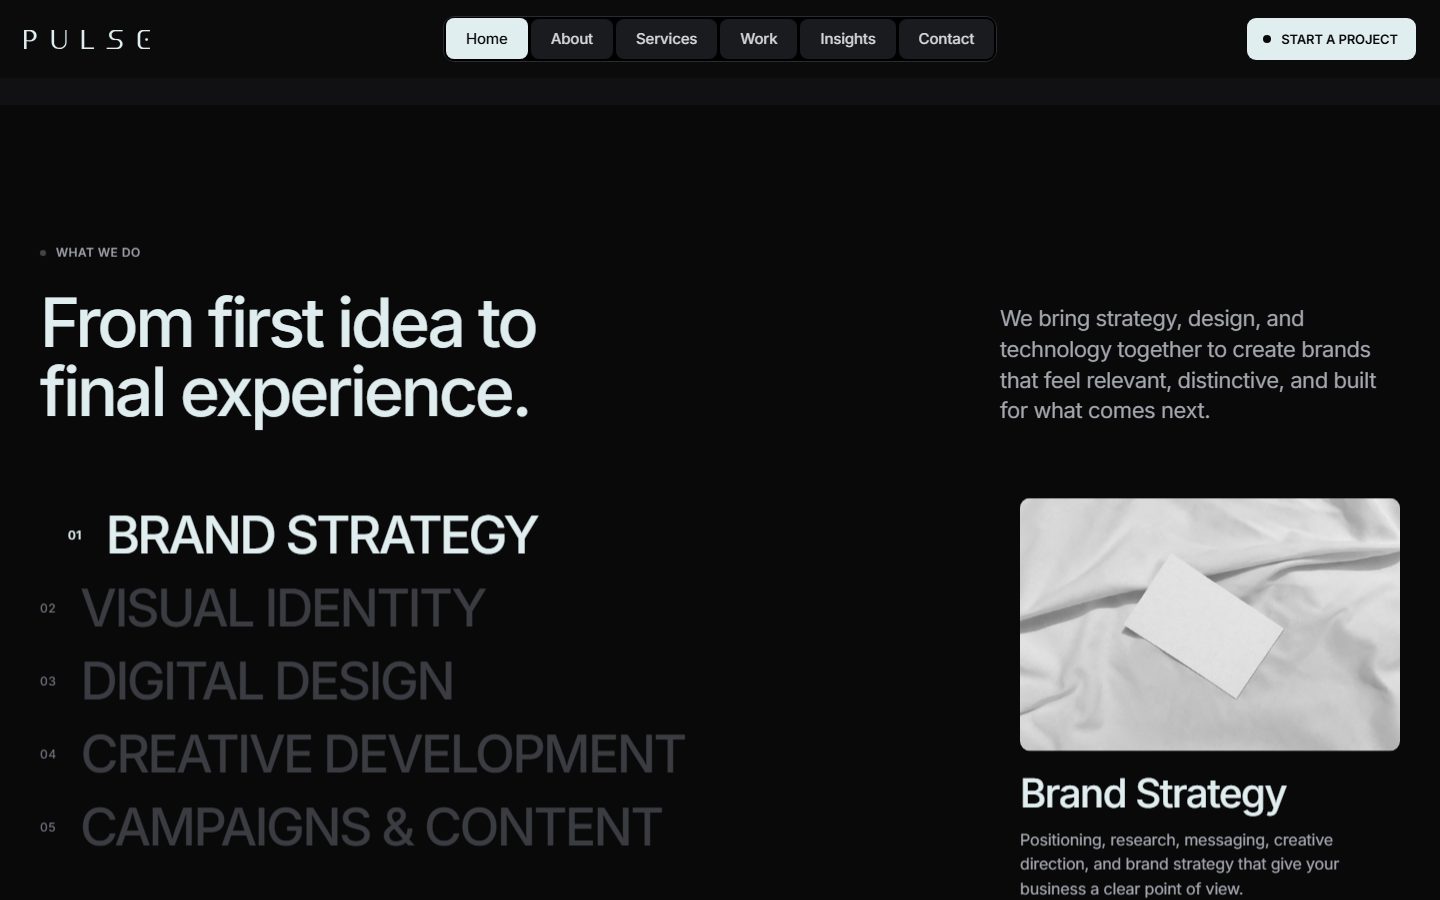 PULSE
Home
About
Services
Work
Insights
Contact
START A PROJECT
WHAT WE DO
From first idea to
final experience.
We bring strategy, design, and
technology together to create brands
that feel relevant, distinctive, and built
for what comes next.
01 BRAND STRATEGY
02 VISUAL IDENTITY
03 DIGITAL DESIGN
04 CREATIVE DEVELOPMENT
05 CAMPAIGNS & CONTENT
Brand Strategy
Positioning, research, messaging, creative
direction, and brand strategy that give your
business a clear point of view.